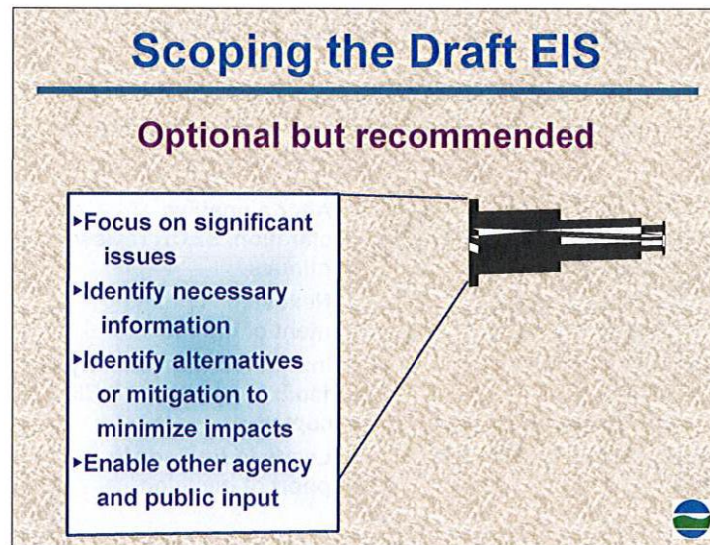 Scoping the Draft EIS
Optional but recommended
▸Focus on significant
issues
▸Identify necessary
information
▸Identify alternatives
or mitigation to
minimize impacts
▸Enable other agency
and public input